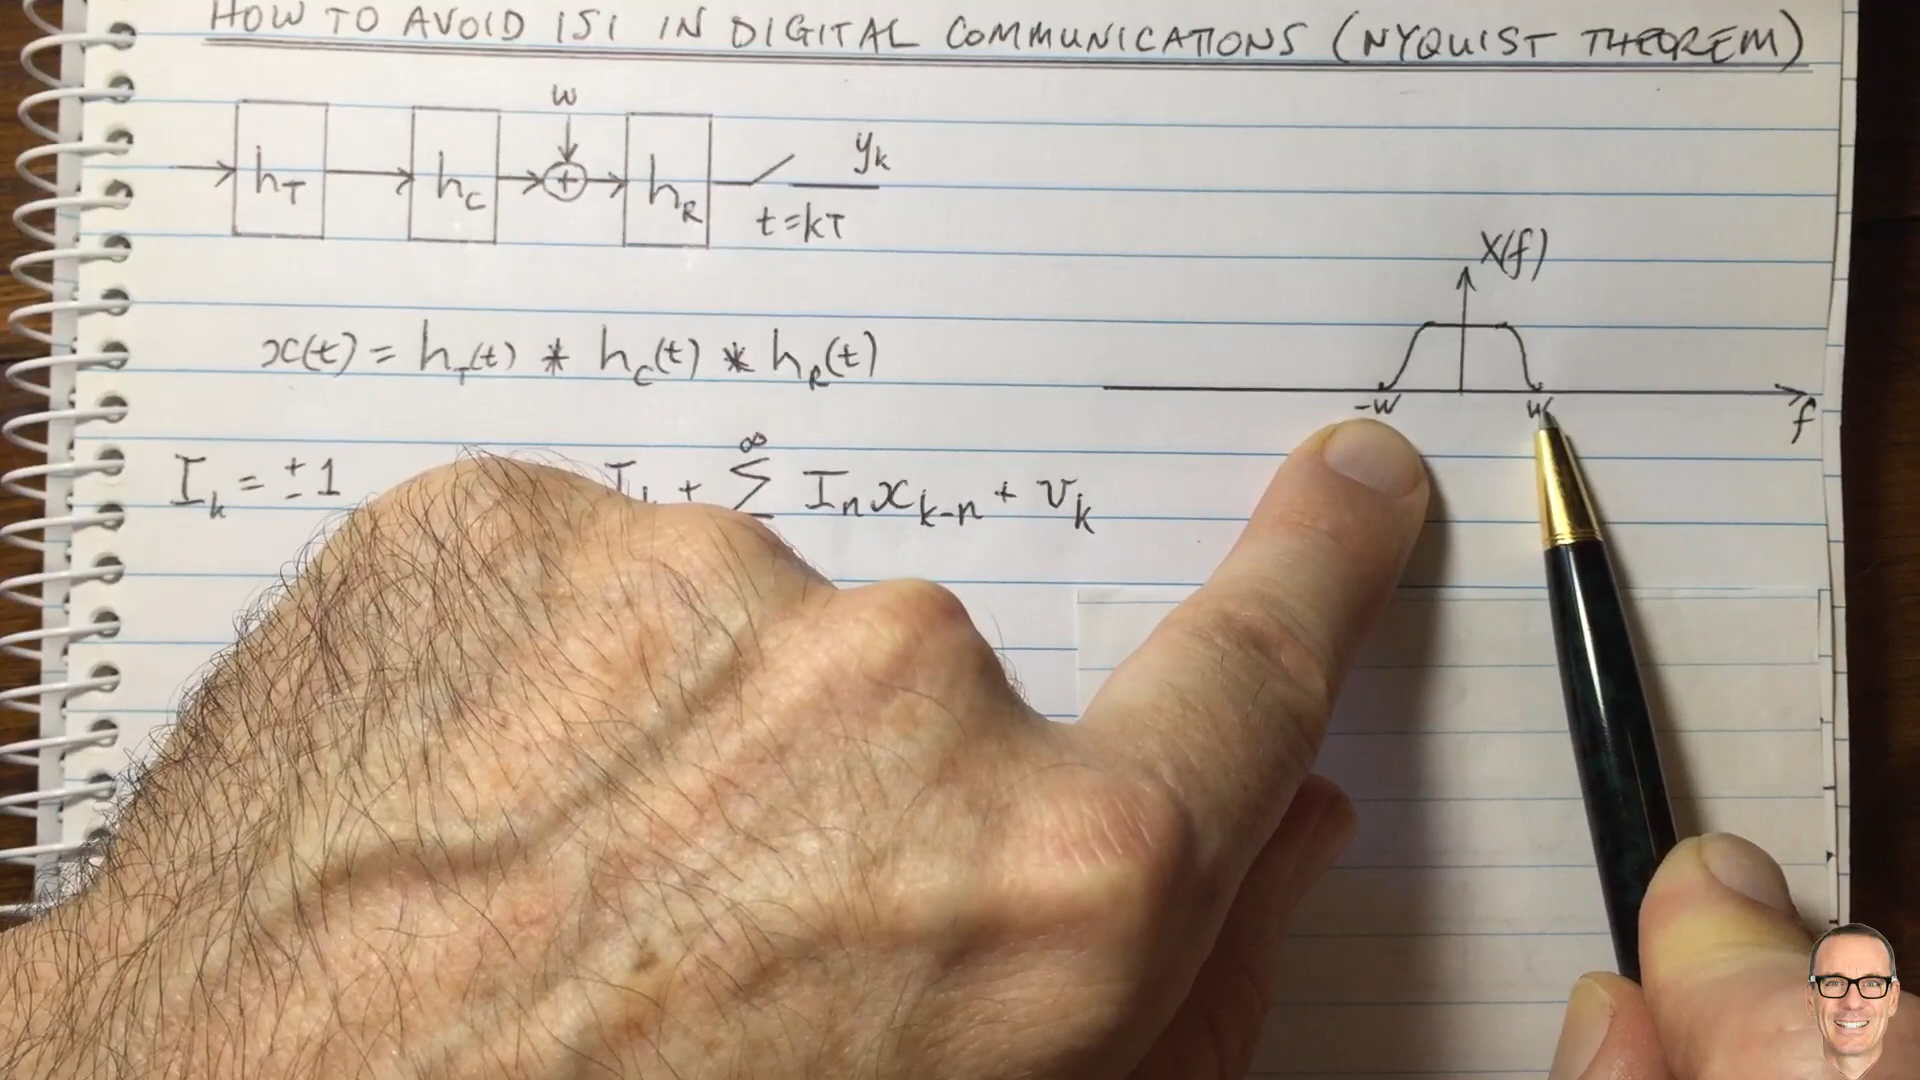 HOW TO AVOID ISI IN DIGITAL COMMUNICATIONS (NYQUIST THEOREM)
w
h_T h_C + h_R y_k
t=kT
X(f)
x(t) = h_T(t) * h_C(t) * h_R(t)
-W W f
I_k = ±1
+ ∑ ∞ I_n x_{k-n} + v_k